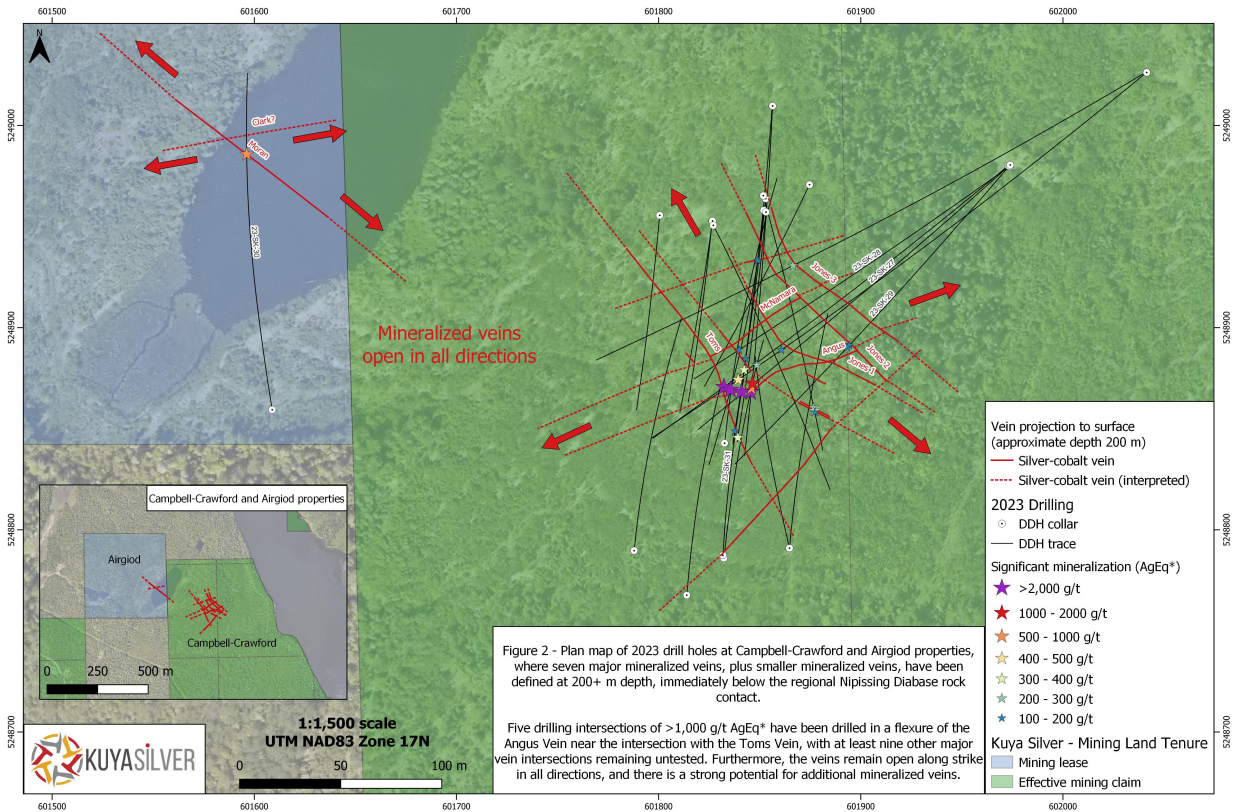 601500
601600
601700
601800
601900
602000
N
5249000
5248900
5248800
5248700
5249000
5248900
5248800
5248700
Clark?
Moran
23-SK-30
Mineralized veins
open in all directions
23-SK-28
23-SK-27
23-SK-29
Jones 3
McNamara
Toms
Angus
Jones 2
Jones 1
23-SK-31
Campbell-Crawford and Airgiod properties
Airgiod
Campbell-Crawford
0 250 500 m
KUYASILVER
1:1,500 scale
UTM NAD83 Zone 17N
0 50 100 m
Figure 2 - Plan map of 2023 drill holes at Campbell-Crawford and Airgiod properties,
where seven major mineralized veins, plus smaller mineralized veins, have been
defined at 200+ m depth, immediately below the regional Nipissing Diabase rock
contact.
Five drilling intersections of >1,000 g/t AgEq* have been drilled in a flexure of the
Angus Vein near the intersection with the Toms Vein, with at least nine other major
vein intersections remaining untested. Furthermore, the veins remain open along strike
in all directions, and there is a strong potential for additional mineralized veins.
Vein projection to surface
(approximate depth 200 m)
Silver-cobalt vein
Silver-cobalt vein (interpreted)
2023 Drilling
DDH collar
DDH trace
Significant mineralization (AgEq*)
>2,000 g/t
1000 - 2000 g/t
500 - 1000 g/t
400 - 500 g/t
300 - 400 g/t
200 - 300 g/t
100 - 200 g/t
Kuya Silver - Mining Land Tenure
Mining lease
Effective mining claim
601500
601600
601700
601800
601900
602000